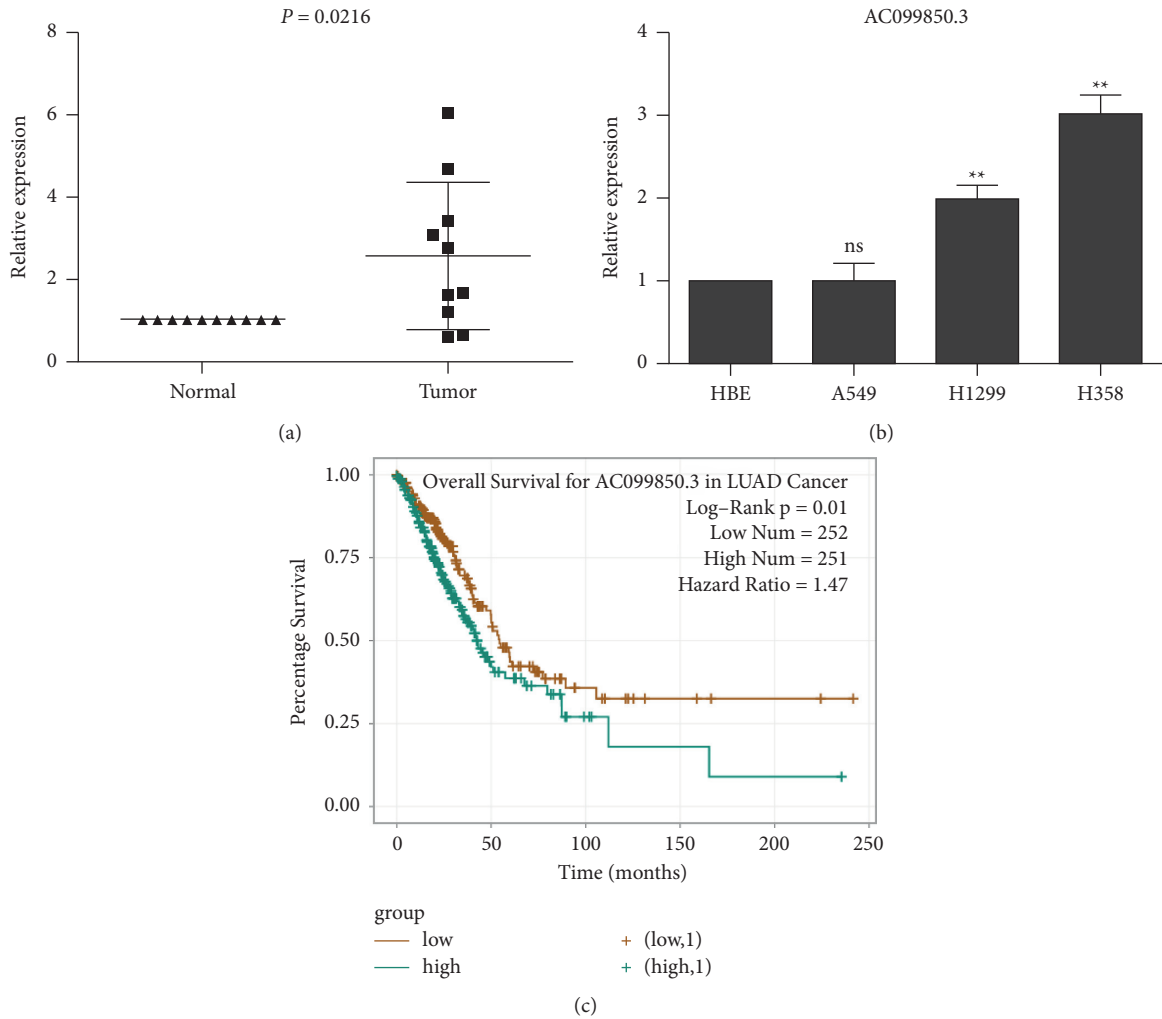 P = 0.0216
8
6
4
2
0
Relative expression
Normal
Tumor
(a)
AC099850.3
4
3
2
1
0
Relative expression
ns
**
**
HBE
A549
H1299
H358
(b)
Overall Survival for AC099850.3 in LUAD Cancer
Log–Rank p = 0.01
Low Num = 252
High Num = 251
Hazard Ratio = 1.47
1.00
0.75
0.50
0.25
0.00
Percentage Survival
0
50
100
150
200
250
Time (months)
group
low
(low,1)
high
(high,1)
(c)